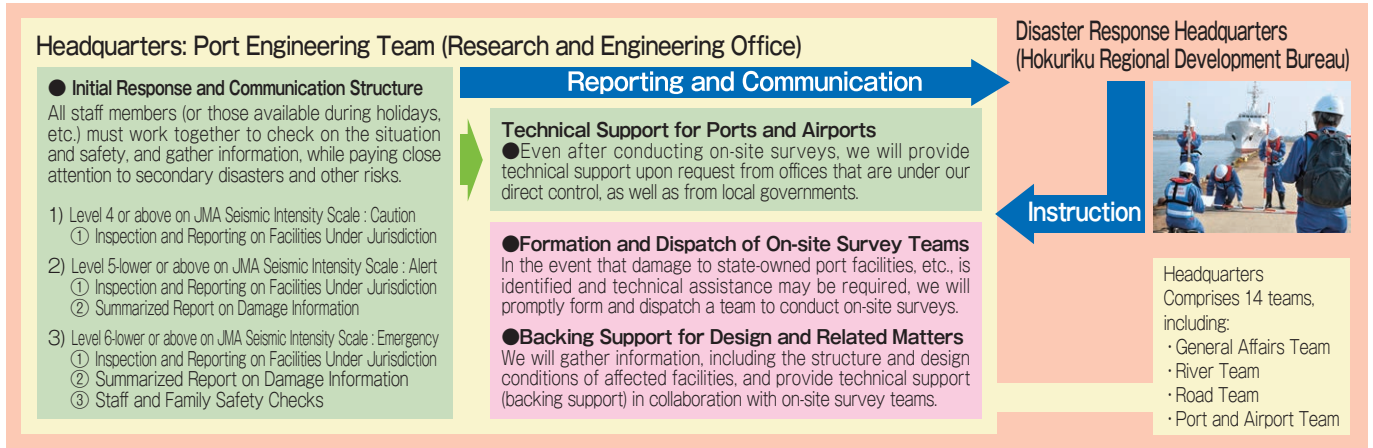 Headquarters: Port Engineering Team (Research and Engineering Office)
● Initial Response and Communication Structure
All staff members (or those available during holidays,
etc.) must work together to check on the situation
and safety, and gather information, while paying close
attention to secondary disasters and other risks.
1) Level 4 or above on JMA Seismic Intensity Scale : Caution
① Inspection and Reporting on Facilities Under Jurisdiction
2) Level 5-lower or above on JMA Seismic Intensity Scale : Alert
① Inspection and Reporting on Facilities Under Jurisdiction
② Summarized Report on Damage Information
3) Level 6-lower or above on JMA Seismic Intensity Scale : Emergency
① Inspection and Reporting on Facilities Under Jurisdiction
② Summarized Report on Damage Information
③ Staff and Family Safety Checks
Reporting and Communication
Technical Support for Ports and Airports
●Even after conducting on-site surveys, we will provide
technical support upon request from offices that are under our
direct control, as well as from local governments.
●Formation and Dispatch of On-site Survey Teams
In the event that damage to state-owned port facilities, etc., is
identified and technical assistance may be required, we will
promptly form and dispatch a team to conduct on-site surveys.
●Backing Support for Design and Related Matters
We will gather information, including the structure and design
conditions of affected facilities, and provide technical support
(backing support) in collaboration with on-site survey teams.
Disaster Response Headquarters
(Hokuriku Regional Development Bureau)
Instruction
Headquarters
Comprises 14 teams,
including:
・General Affairs Team
・River Team
・Road Team
・Port and Airport Team